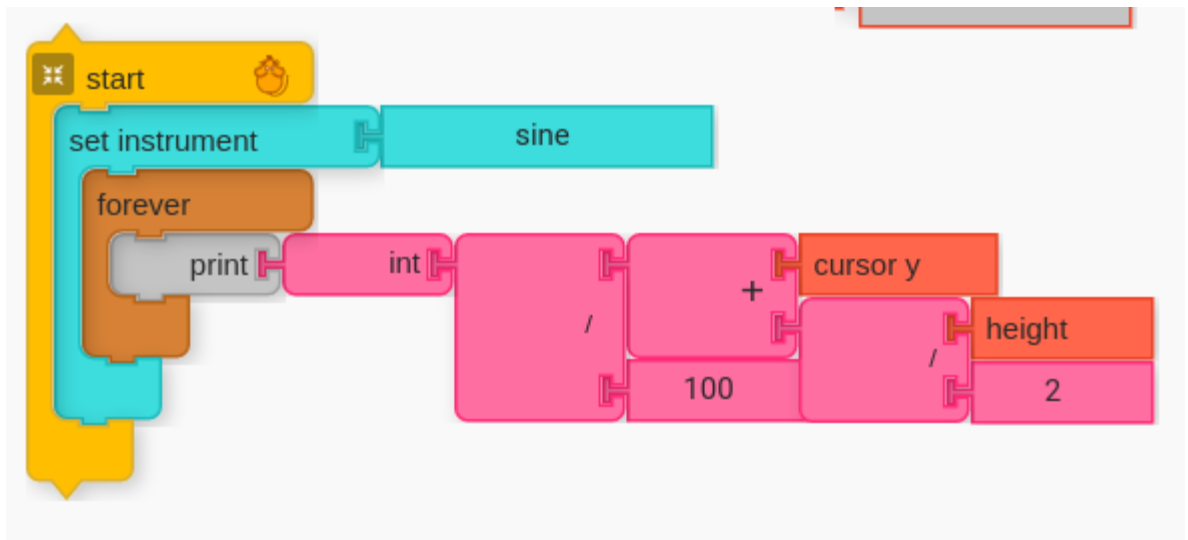 start
set instrument sine
forever
print int / + cursor y
/ height
100 2